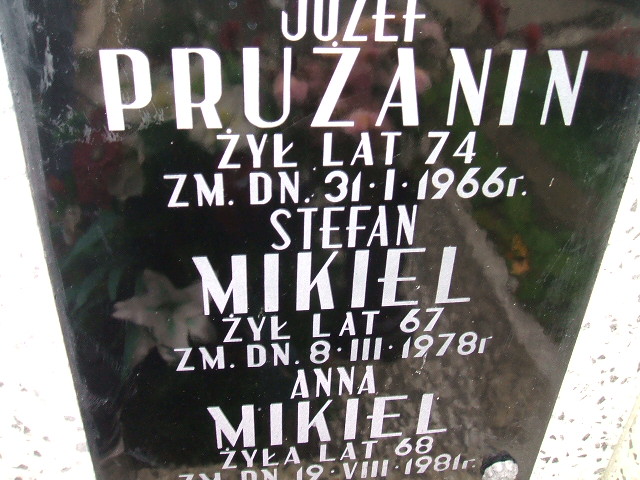 JÓZEF
PRUŻANIN
ŻYŁ LAT 74
ZM. DN. 31·I·1966r.
STEFAN
MIKIEL
ŻYŁ LAT 67
ZM. DN. 8·III·1978r
ANNA
MIKIEL
ŻYŁA LAT 68
ZM DN 19·VIII·1981r.